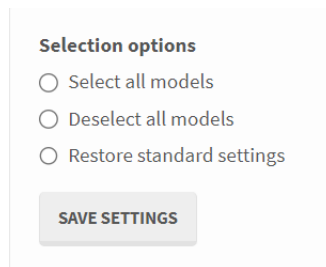 Selection options
Select all models
Deselect all models
Restore standard settings
SAVE SETTINGS